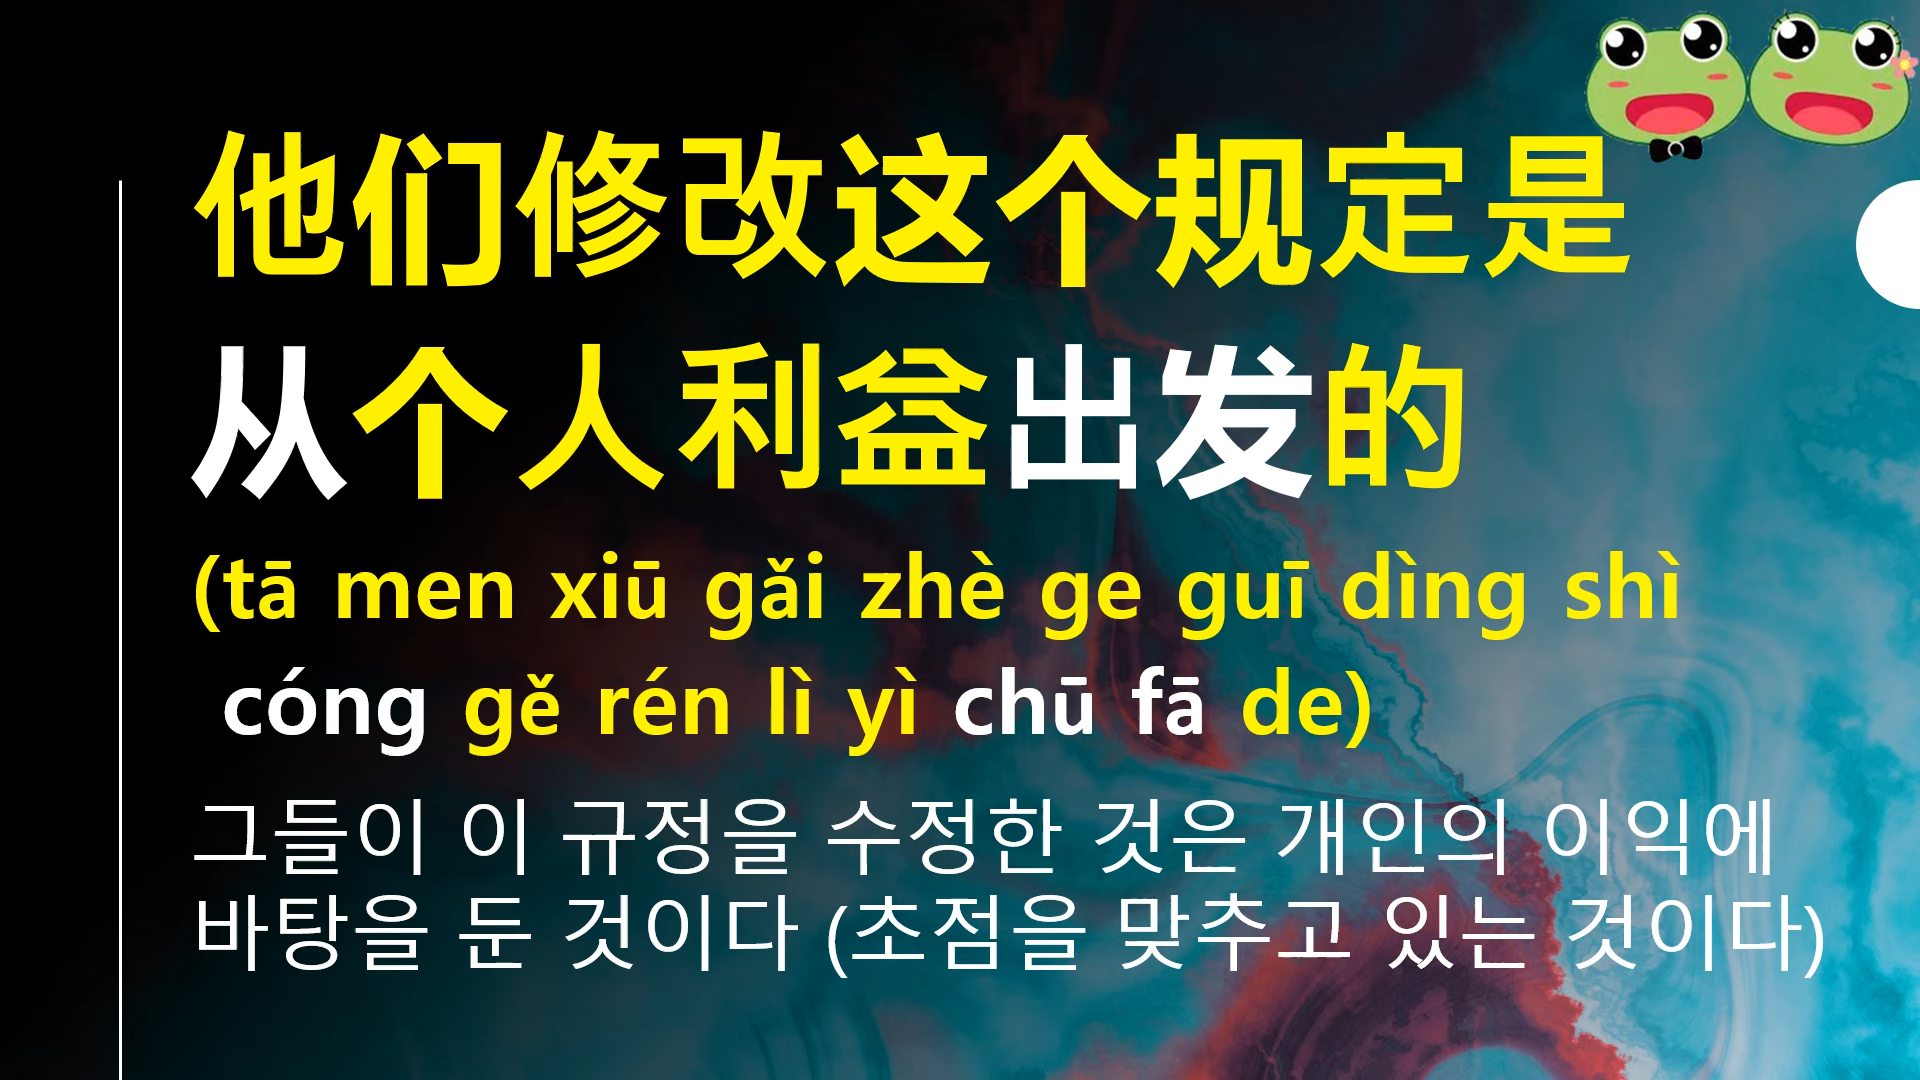 他们修改这个规定是
从个人利益出发的
(tā men xiū gǎi zhè ge guī dìng shì
cóng gě rén lì yì chū fā de)
그들이 이 규정을 수정한 것은 개인의 이익에
바탕을 둔 것이다 (초점을 맞추고 있는 것이다)